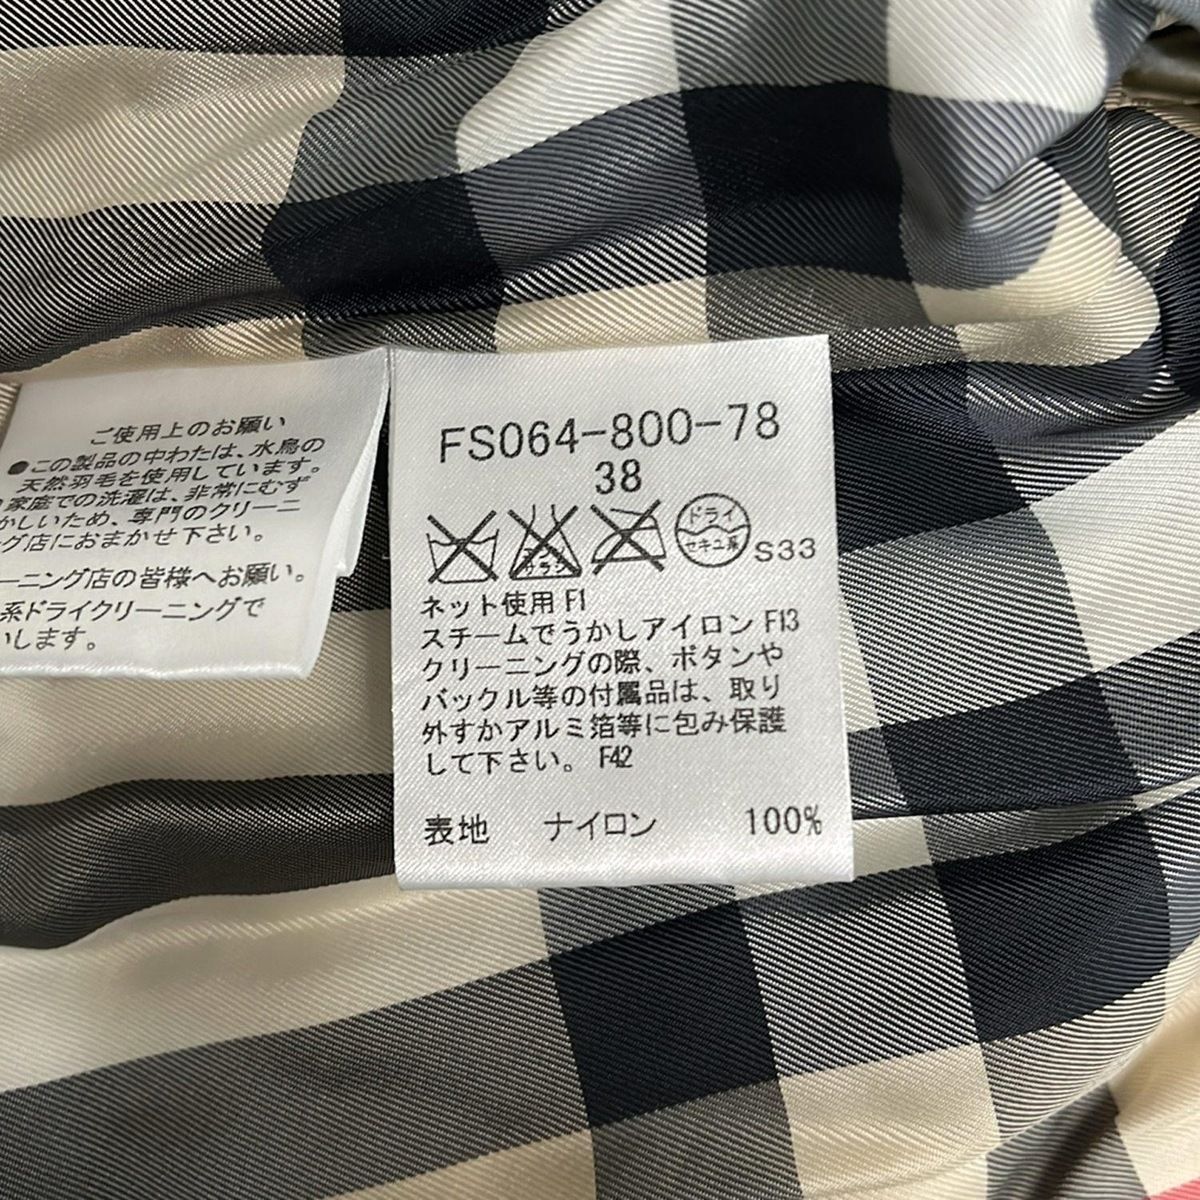 ご使用上のお願い
●この製品の中わたは、水鳥の
天然羽毛を使用しています。
家庭での洗濯は、非常にむず
かしいため、専門のクリーニ
ング店におまかせ下さい。
ーニング店の皆様へお願い。
系ドライクリーニングで
いします。
FS064-800-78
38
エンソ
サラシ
ドライ
セキユ系
S33
ネット使用 F1
スチームでうかしアイロン F13
クリーニングの際、ボタンや
バックル等の付属品は、取り
外すかアルミ箔等に包み保護
して下さい。 F42
表地 ナイロン 100%